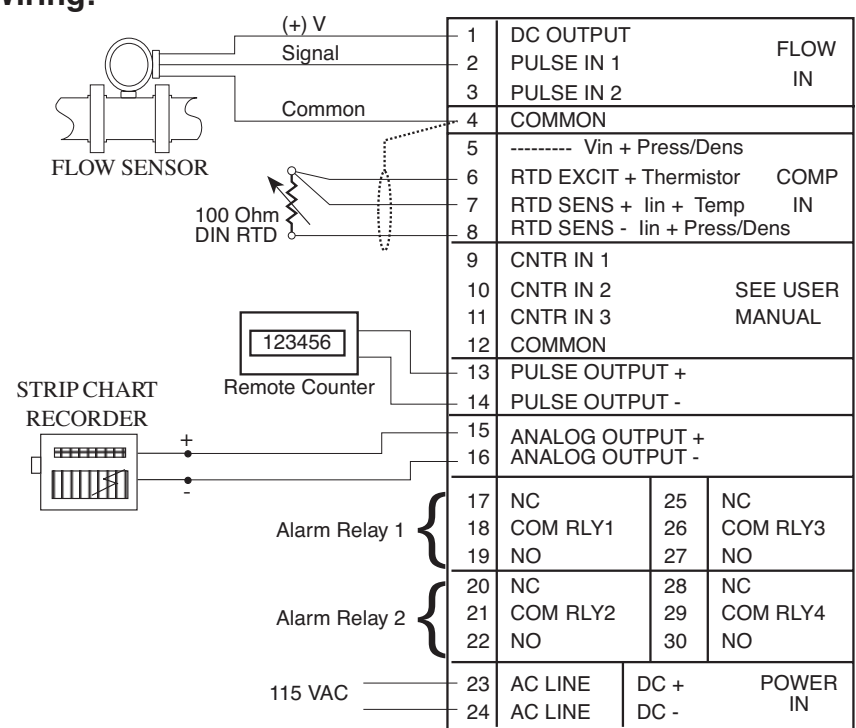 (+) V
Signal
Common
FLOW SENSOR
100 Ohm
DIN RTD
123456
Remote Counter
STRIP CHART
RECORDER
+
-
Alarm Relay 1
Alarm Relay 2
115 VAC
1 DC OUTPUT
2 PULSE IN 1
3 PULSE IN 2
FLOW
IN
4 COMMON
5 --------- Vin + Press/Dens
6 RTD EXCIT + Thermistor COMP
7 RTD SENS + Iin + Temp IN
8 RTD SENS - Iin + Press/Dens
9 CNTR IN 1
10 CNTR IN 2 SEE USER
11 CNTR IN 3 MANUAL
12 COMMON
13 PULSE OUTPUT +
14 PULSE OUTPUT -
15 ANALOG OUTPUT +
16 ANALOG OUTPUT -
17 NC 25 NC
18 COM RLY1 26 COM RLY3
19 NO 27 NO
20 NC 28 NC
21 COM RLY2 29 COM RLY4
22 NO 30 NO
23 AC LINE DC + POWER
24 AC LINE DC - IN